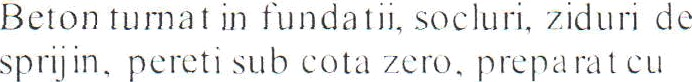 Beton turnat in fundatii, socluri, ziduri de
sprijin, pereti sub cota zero, preparat cu